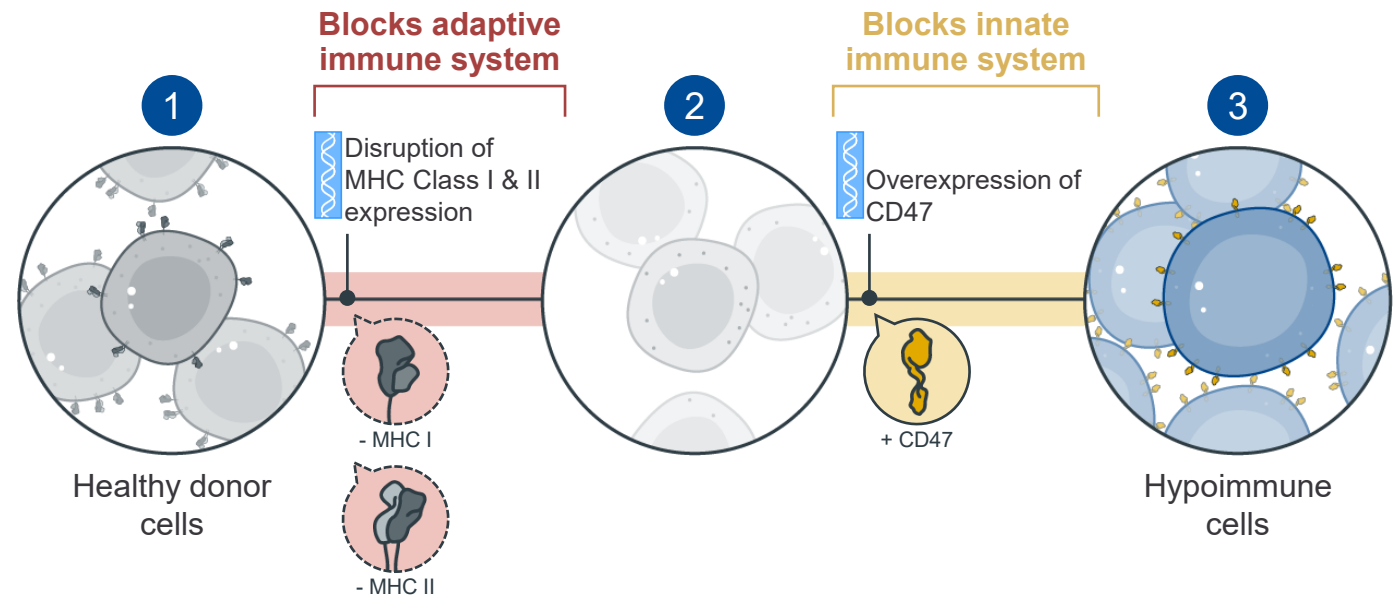 Blocks adaptive
immune system
Blocks innate
immune system
1
2
3
Disruption of
MHC Class I & II
expression
Overexpression of
CD47
- MHC I
+ CD47
Healthy donor
cells
Hypoimmune
cells
- MHC II